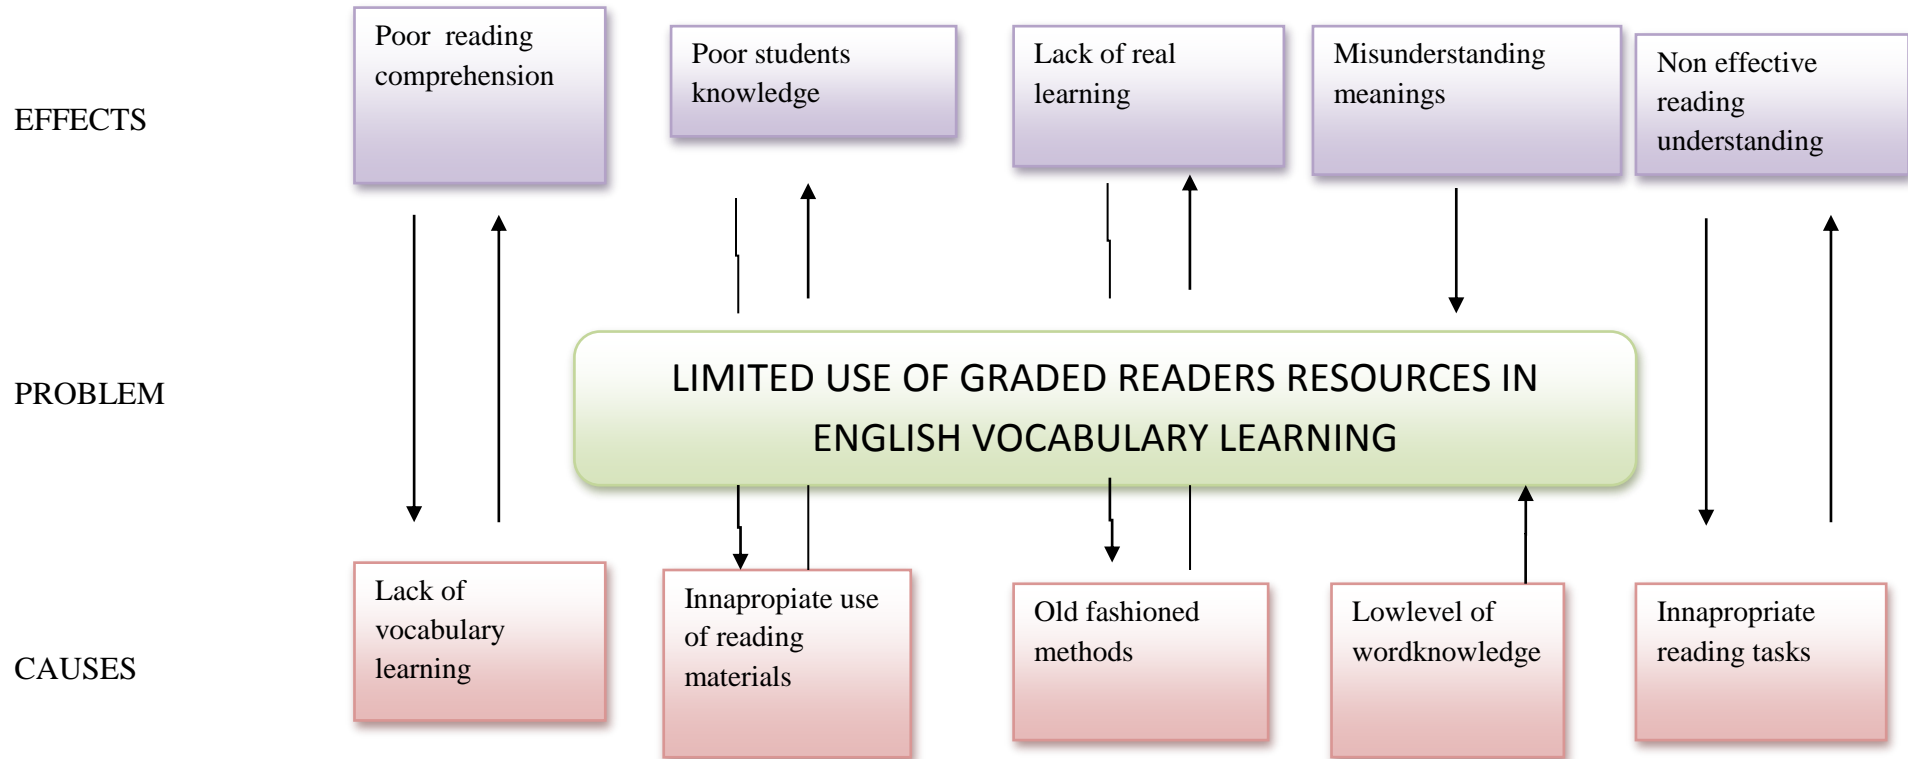 EFFECTS
Poor reading
comprehension
Poor students
knowledge
Lack of real
learning
Misunderstanding
meanings
Non effective
reading
understanding
PROBLEM
LIMITED USE OF GRADED READERS RESOURCES IN
ENGLISH VOCABULARY LEARNING
CAUSES
Lack of
vocabulary
learning
Innapropiate use
of reading
materials
Old fashioned
methods
Lowlevel of
wordknowledge
Innapropriate
reading tasks